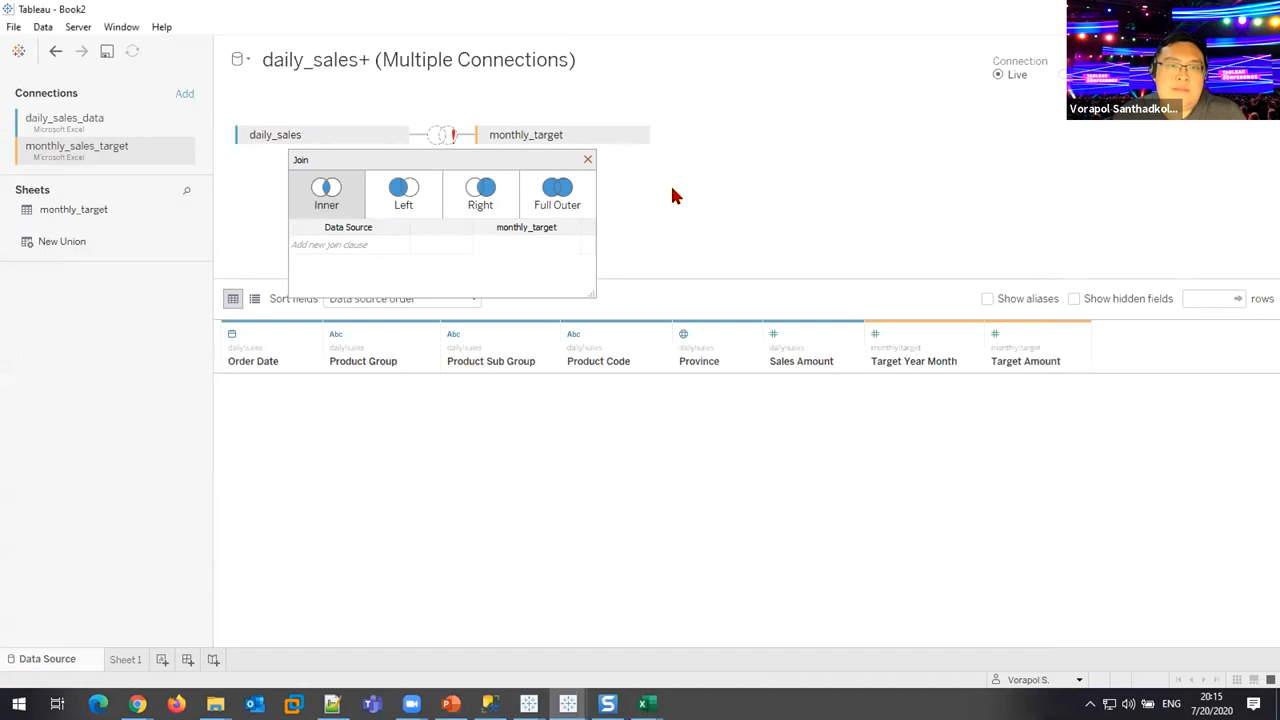 Tableau - Book2
File Data Server Window Help
daily_sales+ (Multiple Connections)
Connection
Live
Vorapol Santhadkol...
Connections Add
daily_sales_data
Microsoft Excel
monthly_sales_target
Microsoft Excel
Sheets
monthly_target
New Union
daily_sales monthly_target
Join
Inner Left Right Full Outer
Data Source monthly_target
Add new join clause
Sort fields Data source order Show aliases Show hidden fields rows
Abc Abc Abc
Order Date Product Group Product Sub Group Product Code Province Sales Amount Target Year Month Target Amount
Data Source Sheet 1
Vorapol S.
ENG
20:15
7/20/2020